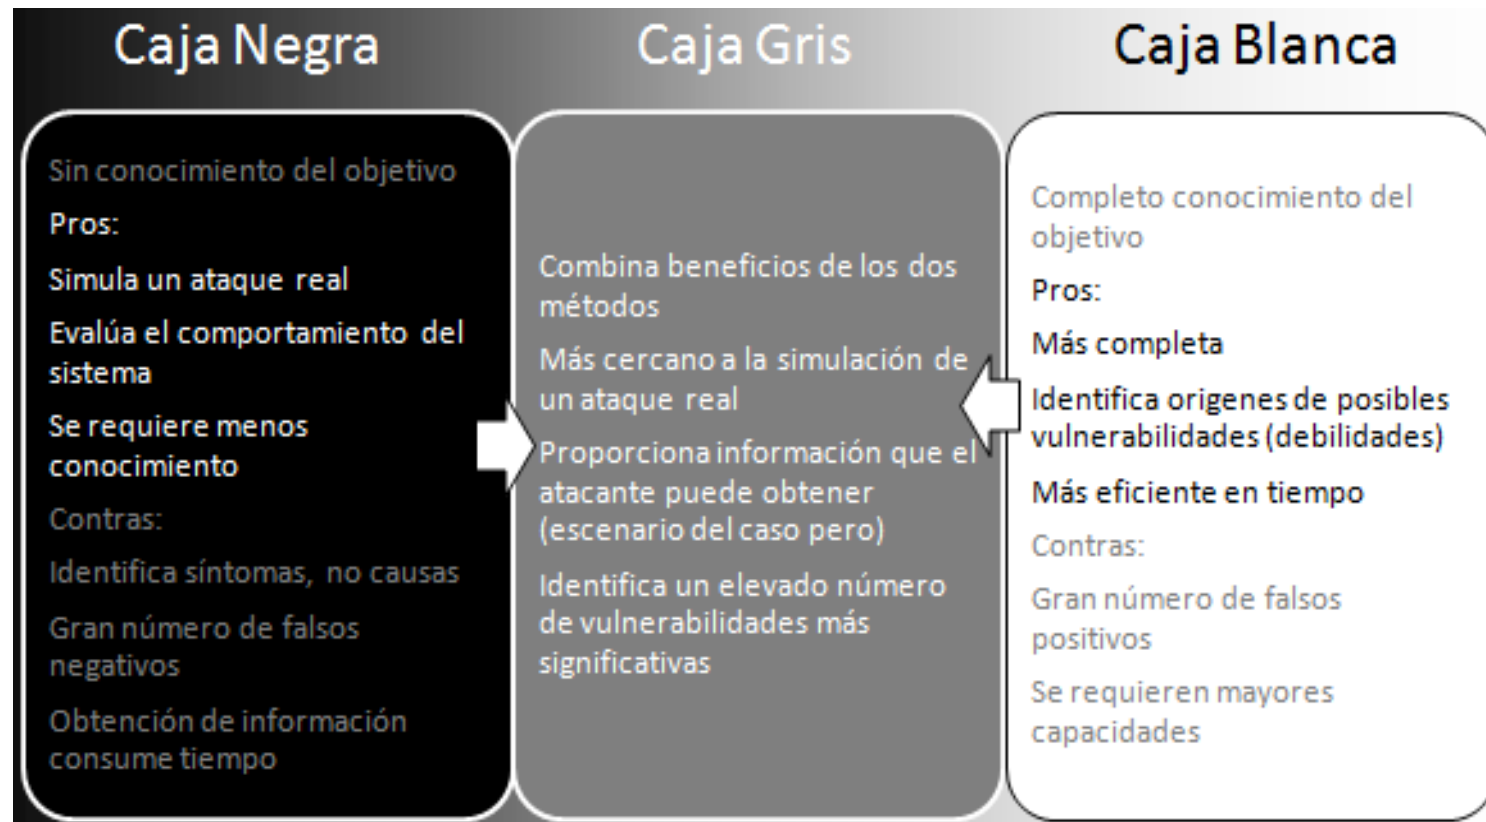 Caja Negra
Sin conocimiento del objetivo
Pros:
Simula un ataque real
Evalúa el comportamiento del
sistema
Se requiere menos
conocimiento
Contras:
Identifica síntomas, no causas
Gran número de falsos
negativos
Obtención de información
consume tiempo
Caja Gris
Combina beneficios de los dos
métodos
Más cercano a la simulación de
un ataque real
Proporciona información que el
atacante puede obtener
(escenario del caso pero)
Identifica un elevado número
de vulnerabilidades más
significativas
Caja Blanca
Completo conocimiento del
objetivo
Pros:
Más completa
Identifica origenes de posibles
vulnerabilidades (debilidades)
Más eficiente en tiempo
Contras:
Gran número de falsos
positivos
Se requieren mayores
capacidades